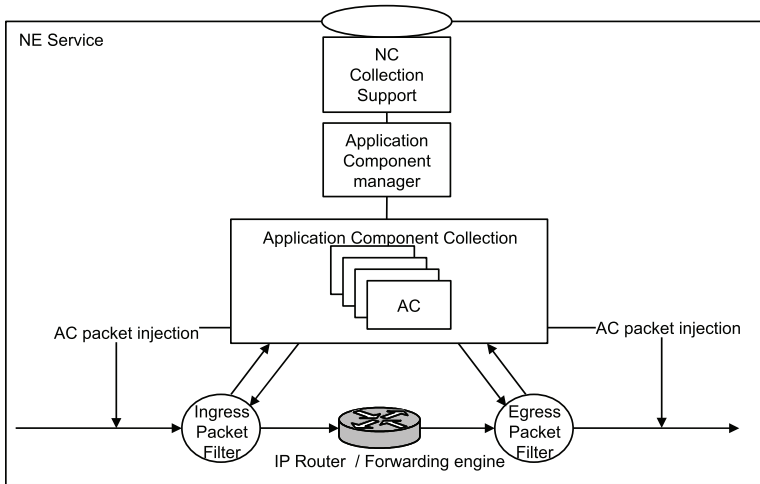 NE Service
NC
Collection
Support
Application
Component
manager
Application Component Collection
AC
AC packet injection
AC packet injection
Ingress
Packet
Filter
Egress
Packet
Filter
IP Router / Forwarding engine